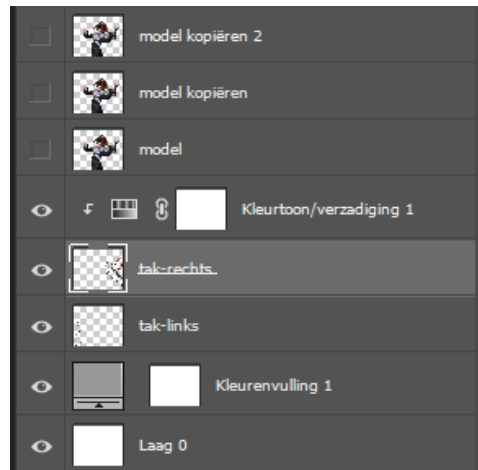 model kopiëren 2
model kopiëren
model
Kleurtoon/verzadiging 1
tak-rechts
tak-links
Kleurenvulling 1
Laag 0